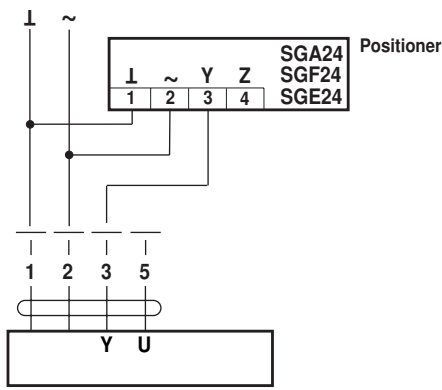 ⊥ ~
Positioner
SGA24
⊥ ~ Y Z SGF24
1 2 3 4 SGE24
1 2 3 5
Y U